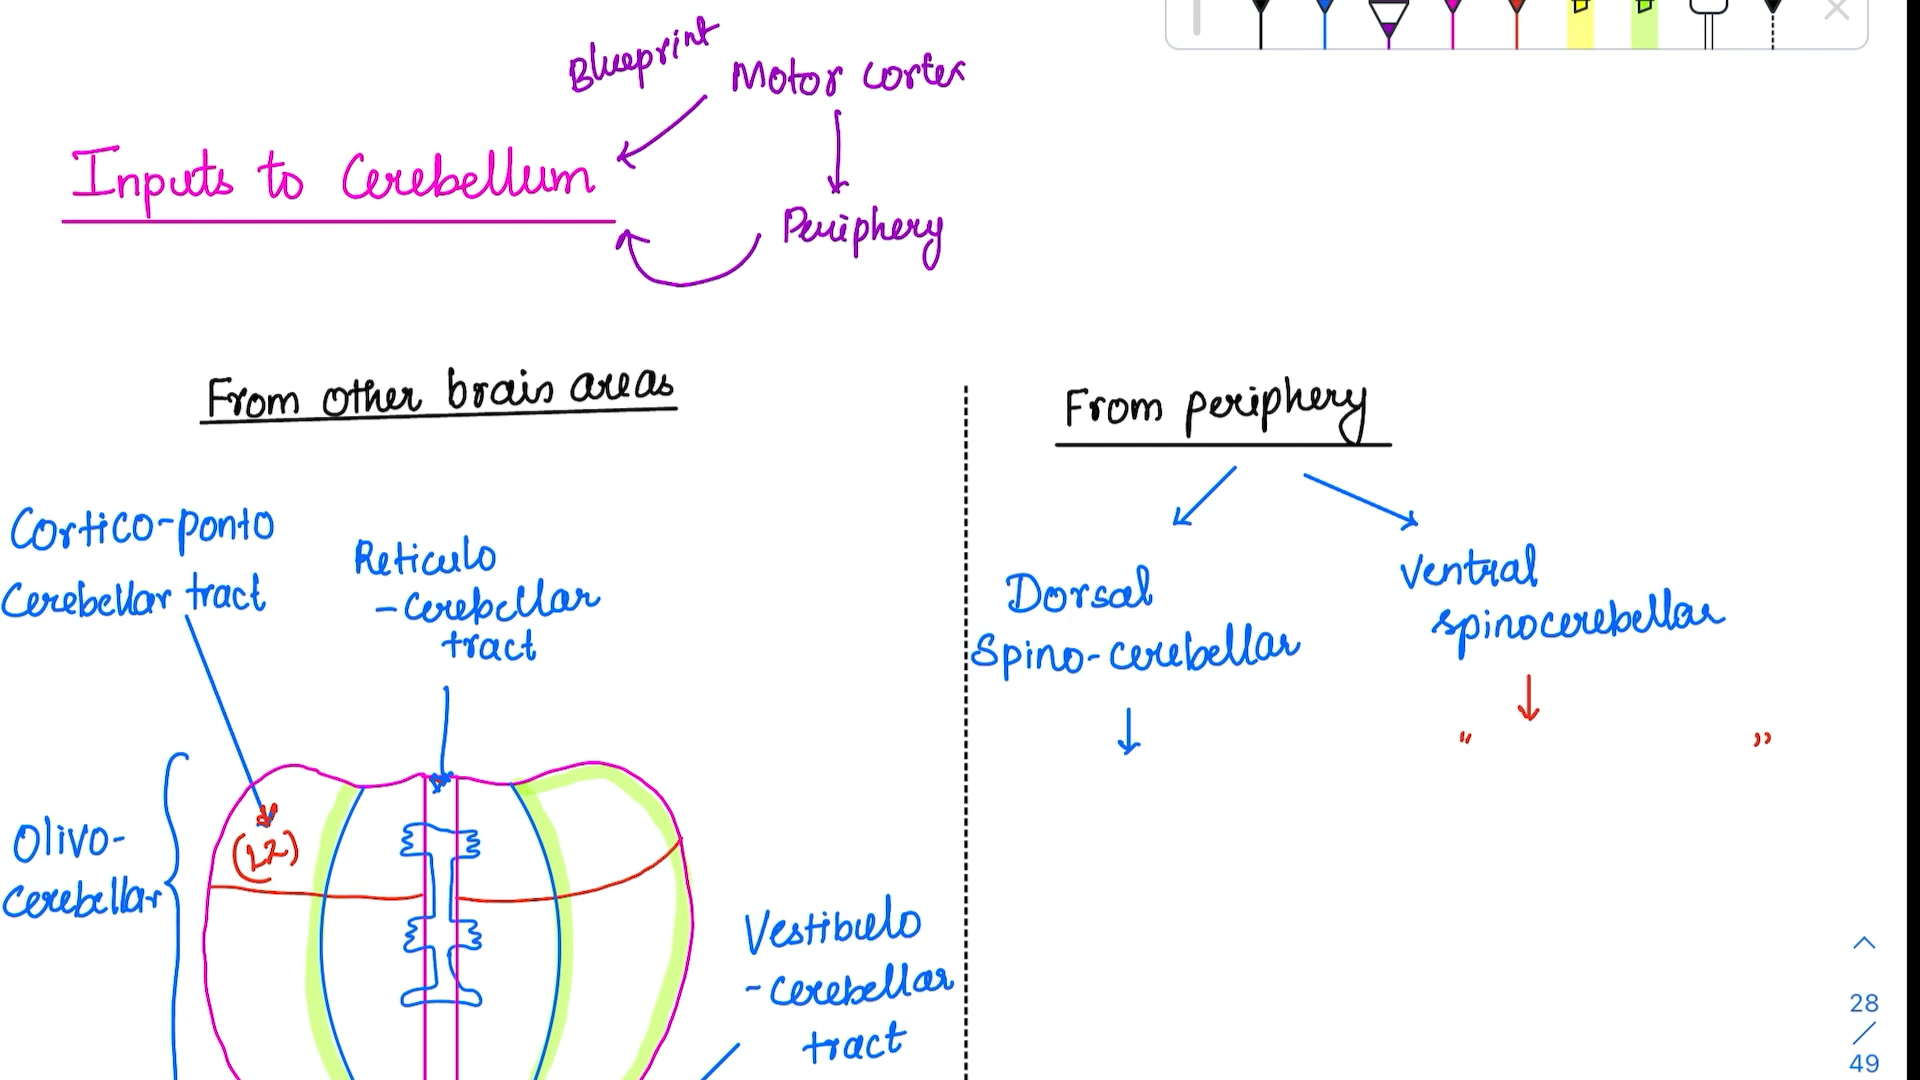 Blueprint
Motor cortex
Inputs to Cerebellum
Periphery
From other brain areas
From periphery
Cortico-ponto
Cerebellar tract
Reticulo
-cerebellar
tract
Dorsal
Spino-cerebellar
Ventral
spinocerebellar
" "
Olivo-
cerebellar
(L2)
Vestibulo
-cerebellar
tract
28
/
49